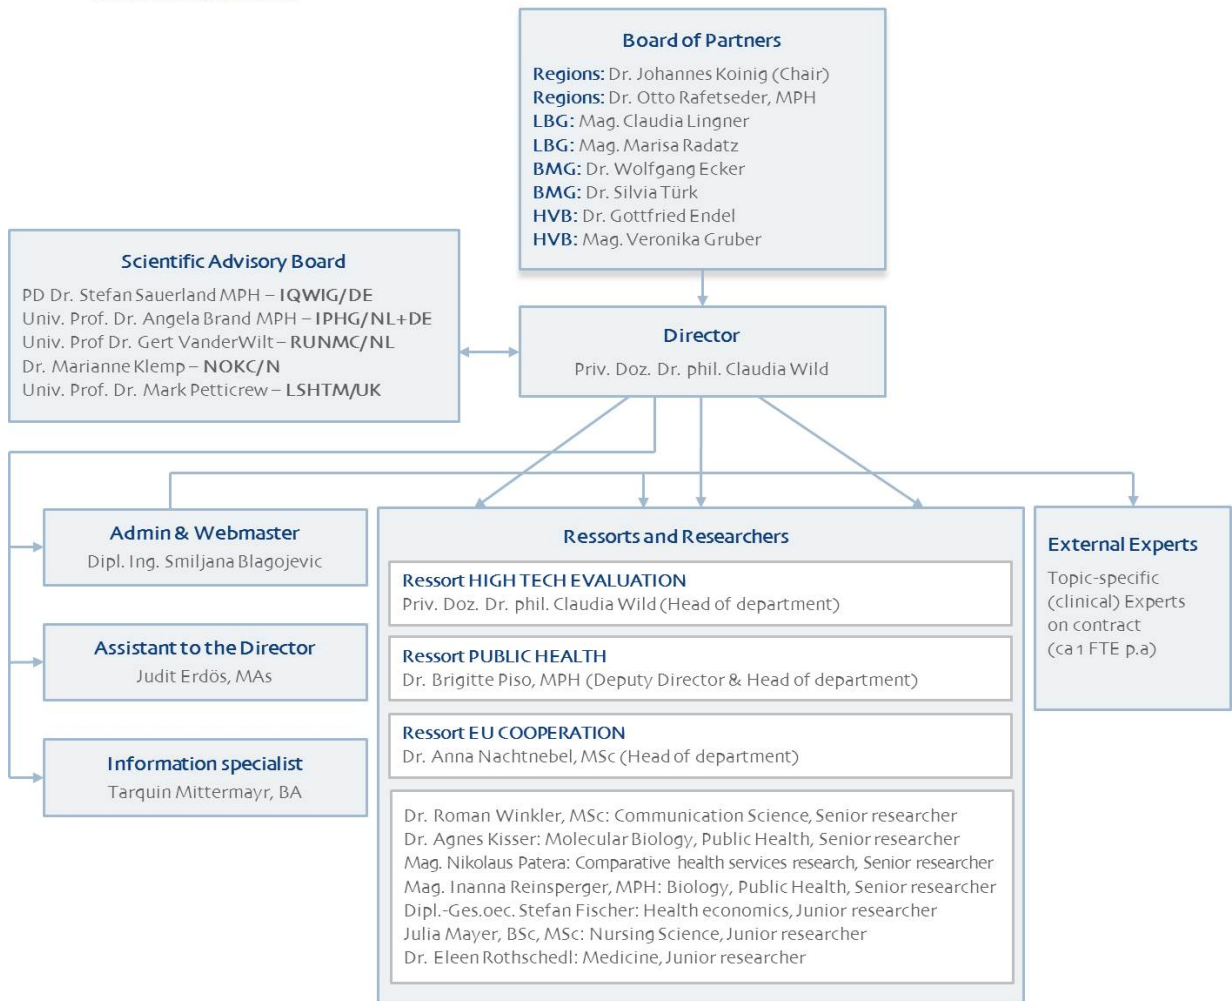 Board of Partners
Regions: Dr. Johannes Koinig (Chair)
Regions: Dr. Otto Rafetseder, MPH
LBG: Mag. Claudia Lingner
LBG: Mag. Marisa Radatz
BMG: Dr. Wolfgang Ecker
BMG: Dr. Silvia Türk
HVB: Dr. Gottfried Endel
HVB: Mag. Veronika Gruber
Scientific Advisory Board
PD Dr. Stefan Sauerland MPH – IQWIG/DE
Univ. Prof. Dr. Angela Brand MPH – IPHG/NL+DE
Univ. Prof Dr. Gert VanderWilt – RUNMC/NL
Dr. Marianne Klemp – NOKC/N
Univ. Prof. Dr. Mark Petticrew – LSHTM/UK
Director
Priv. Doz. Dr. phil. Claudia Wild
Admin & Webmaster
Dipl. Ing. Smiljana Blagojevic
Assistant to the Director
Judit Erdös, MAs
Information specialist
Tarquin Mittermayr, BA
Ressorts and Researchers
Ressort HIGH TECH EVALUATION
Priv. Doz. Dr. phil. Claudia Wild (Head of department)
Ressort PUBLIC HEALTH
Dr. Brigitte Piso, MPH (Deputy Director & Head of department)
Ressort EU COOPERATION
Dr. Anna Nachtnebel, MSc (Head of department)
Dr. Roman Winkler, MSc: Communication Science, Senior researcher
Dr. Agnes Kisser: Molecular Biology, Public Health, Senior researcher
Mag. Nikolaus Patera: Comparative health services research, Senior researcher
Mag. Inanna Reinsperger, MPH: Biology, Public Health, Senior researcher
Dipl.-Ges.oec. Stefan Fischer: Health economics, Junior researcher
Julia Mayer, BSc, MSc: Nursing Science, Junior researcher
Dr. Eleen Rothschedl: Medicine, Junior researcher
External Experts
Topic-specific
(clinical) Experts
on contract
(ca 1 FTE p.a)